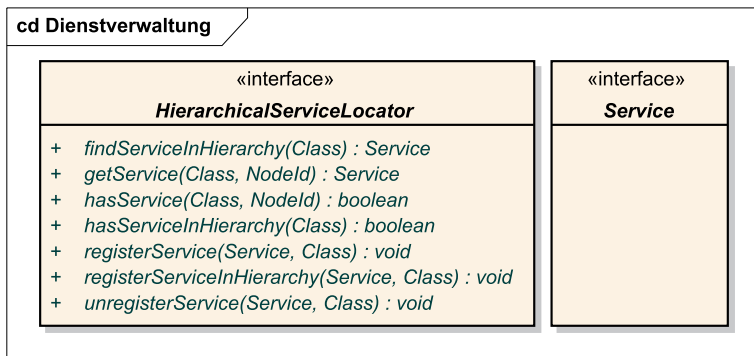 cd Dienstverwaltung
«interface»
HierarchicalServiceLocator
+ findServiceInHierarchy(Class) : Service
+ getService(Class, NodeId) : Service
+ hasService(Class, NodeId) : boolean
+ hasServiceInHierarchy(Class) : boolean
+ registerService(Service, Class) : void
+ registerServiceInHierarchy(Service, Class) : void
+ unregisterService(Service, Class) : void
«interface»
Service